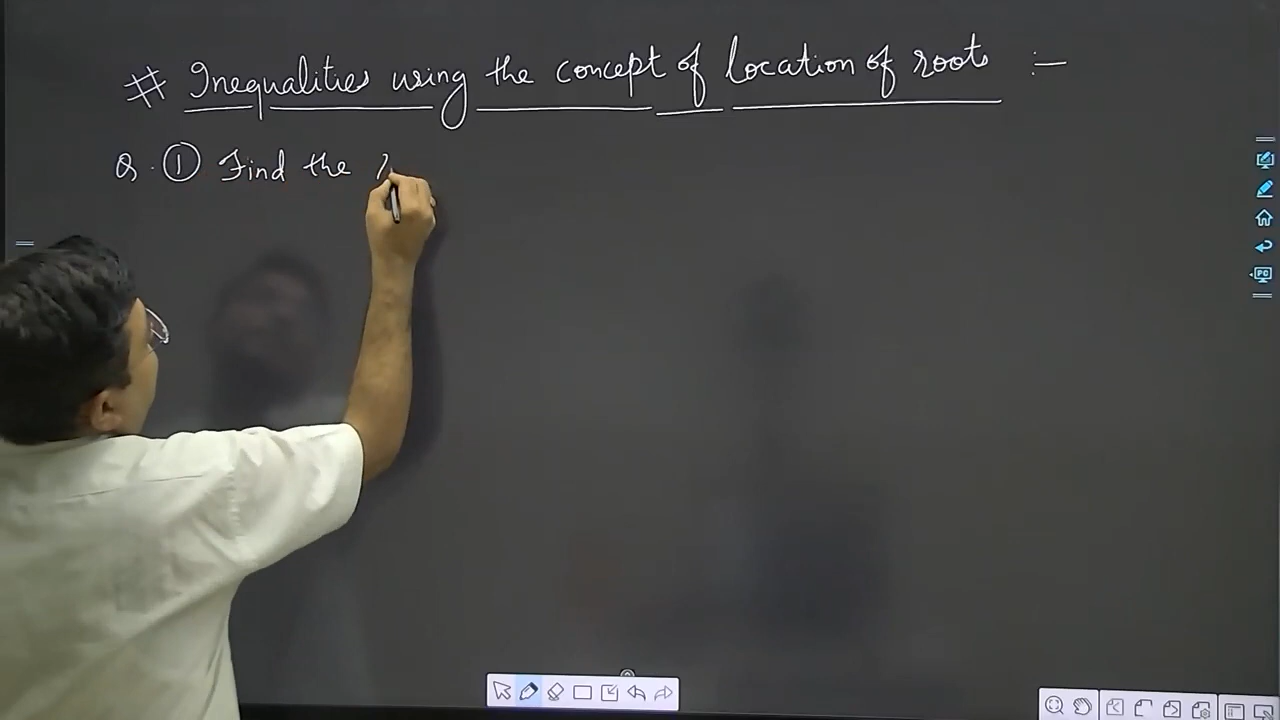 # Inequalities using the concept of location of roots :-
Q. ① Find the